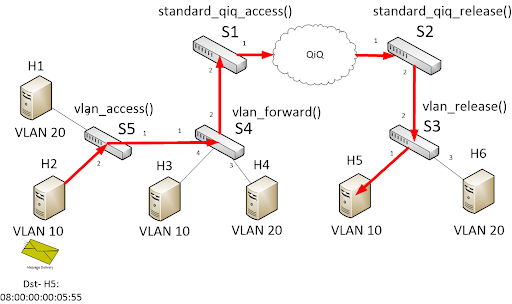 standard_qiq_access()
standard_qiq_release()
S1
1
2
QiQ
1
S2
2
H1
VLAN 20
vlan_access()
S5
1
2
vlan_forward()
S4
1
2
4
3
vlan_release()
S3
2
1
3
H2
VLAN 10
H3
VLAN 10
H4
VLAN 20
H5
VLAN 10
H6
VLAN 20
Message Delivery
Dst- H5:
08:00:00:00:05:55